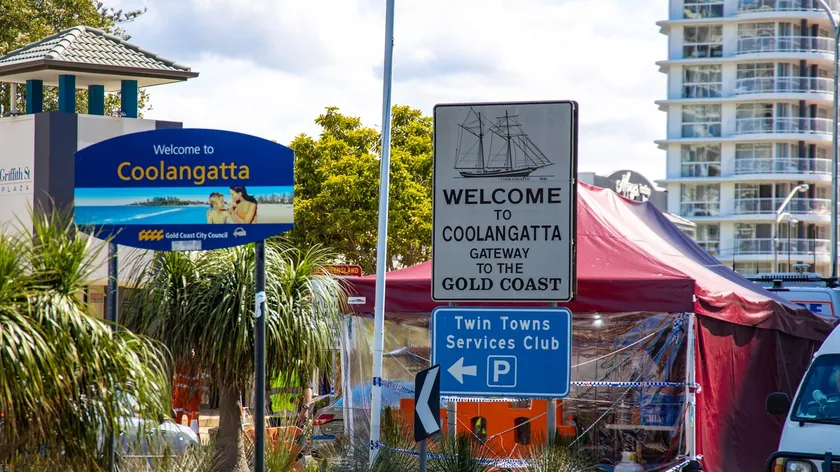 Griffith St
PLAZA
Welcome to
Coolangatta
Gold Coast City Council
WELCOME
TO
COOLANGATTA
GATEWAY
TO THE
GOLD COAST
Twin Towns
Services Club
P